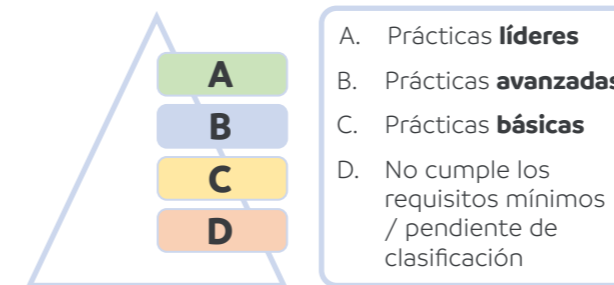 A
B
C
D
A. Prácticas líderes
B. Prácticas avanzadas
C. Prácticas básicas
D. No cumple los
requisitos mínimos
/ pendiente de
clasificación